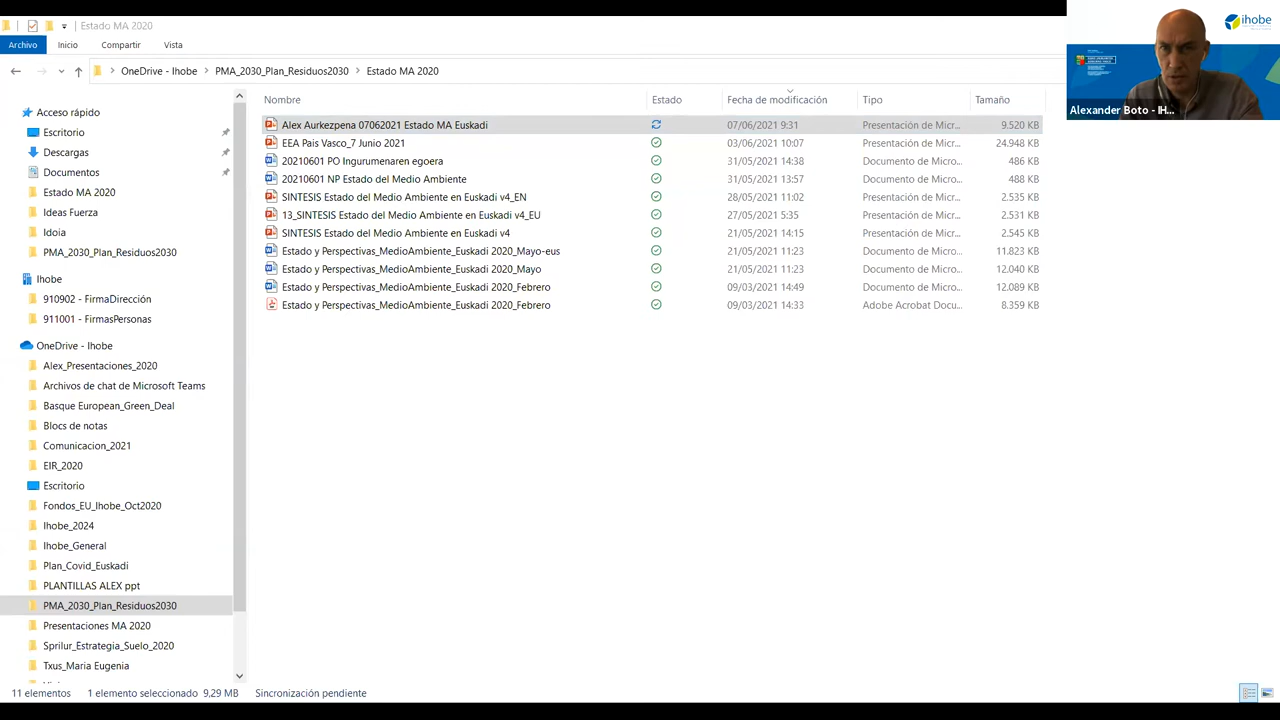 Estado MA 2020
Archivo Inicio Compartir Vista
OneDrive - Ihobe PMA_2030_Plan_Residuos2030 Estado MA 2020
ihobe
Alexander Boto - IH...
Acceso rápido
Escritorio
Descargas
Documentos
Estado MA 2020
Ideas Fuerza
Idoia
PMA_2030_Plan_Residuos2030
Ihobe
910902 - FirmaDirección
911001 - FirmasPersonas
OneDrive - Ihobe
Alex_Presentaciones_2020
Archivos de chat de Microsoft Teams
Basque European_Green_Deal
Blocs de notas
Comunicacion_2021
EIR_2020
Escritorio
Fondos_EU_Ihobe_Oct2020
Ihobe_2024
Ihobe_General
Plan_Covid_Euskadi
PLANTILLAS ALEX ppt
PMA_2030_Plan_Residuos2030
Presentaciones MA 2020
Sprilur_Estrategia_Suelo_2020
Txus_Maria Eugenia
Nombre Estado Fecha de modificación Tipo Tamaño
Alex Aurkezpena 07062021 Estado MA Euskadi 07/06/2021 9:31 Presentación de Micr... 9.520 KB
EEA Pais Vasco_7 Junio 2021 03/06/2021 10:07 Presentación de Micr... 24.948 KB
20210601 PO Ingurumenaren egoera 31/05/2021 14:38 Documento de Micro... 486 KB
20210601 NP Estado del Medio Ambiente 31/05/2021 13:57 Documento de Micro... 488 KB
SINTESIS Estado del Medio Ambiente en Euskadi v4_EN 28/05/2021 11:02 Presentación de Micr... 2.535 KB
13_SINTESIS Estado del Medio Ambiente en Euskadi v4_EU 27/05/2021 5:35 Presentación de Micr... 2.531 KB
SINTESIS Estado del Medio Ambiente en Euskadi v4 21/05/2021 14:15 Presentación de Micr... 2.545 KB
Estado y Perspectivas_MedioAmbiente_Euskadi 2020_Mayo-eus 21/05/2021 11:23 Documento de Micro... 11.823 KB
Estado y Perspectivas_MedioAmbiente_Euskadi 2020_Mayo 21/05/2021 11:23 Documento de Micro... 12.040 KB
Estado y Perspectivas_MedioAmbiente_Euskadi 2020_Febrero 09/03/2021 14:49 Documento de Micro... 12.089 KB
Estado y Perspectivas_MedioAmbiente_Euskadi 2020_Febrero 09/03/2021 14:33 Adobe Acrobat Docu... 8.359 KB
11 elementos 1 elemento seleccionado 9,29 MB Sincronización pendiente